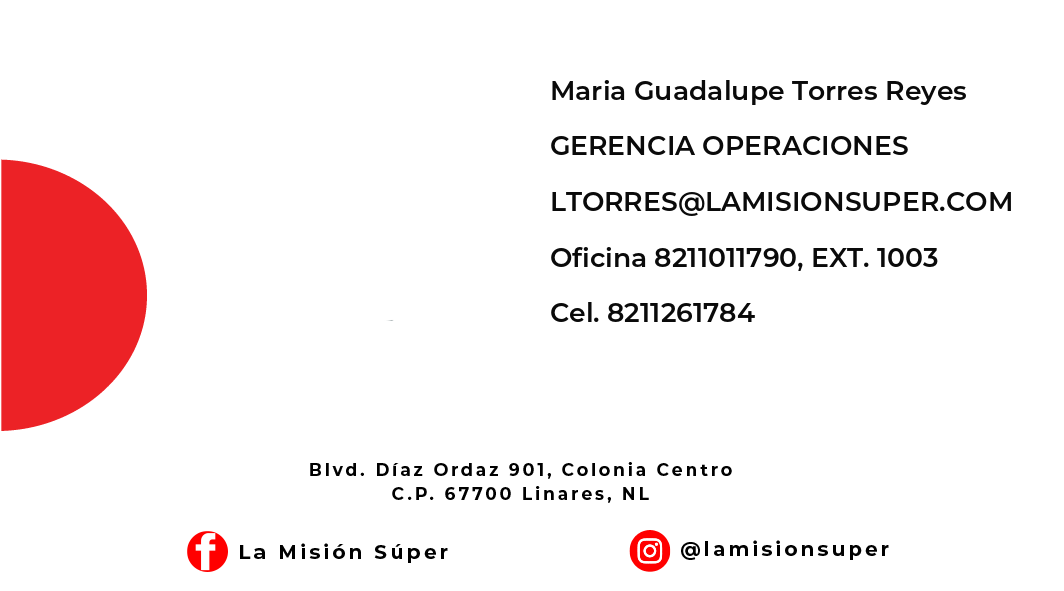 Maria Guadalupe Torres Reyes
GERENCIA OPERACIONES
LTORRES@LAMISIONSUPER.COM
Oficina 8211011790, EXT. 1003
Cel. 8211261784
Blvd. Díaz Ordaz 901, Colonia Centro
C.P. 67700 Linares, NL
La Misión Súper
@lamisionsuper